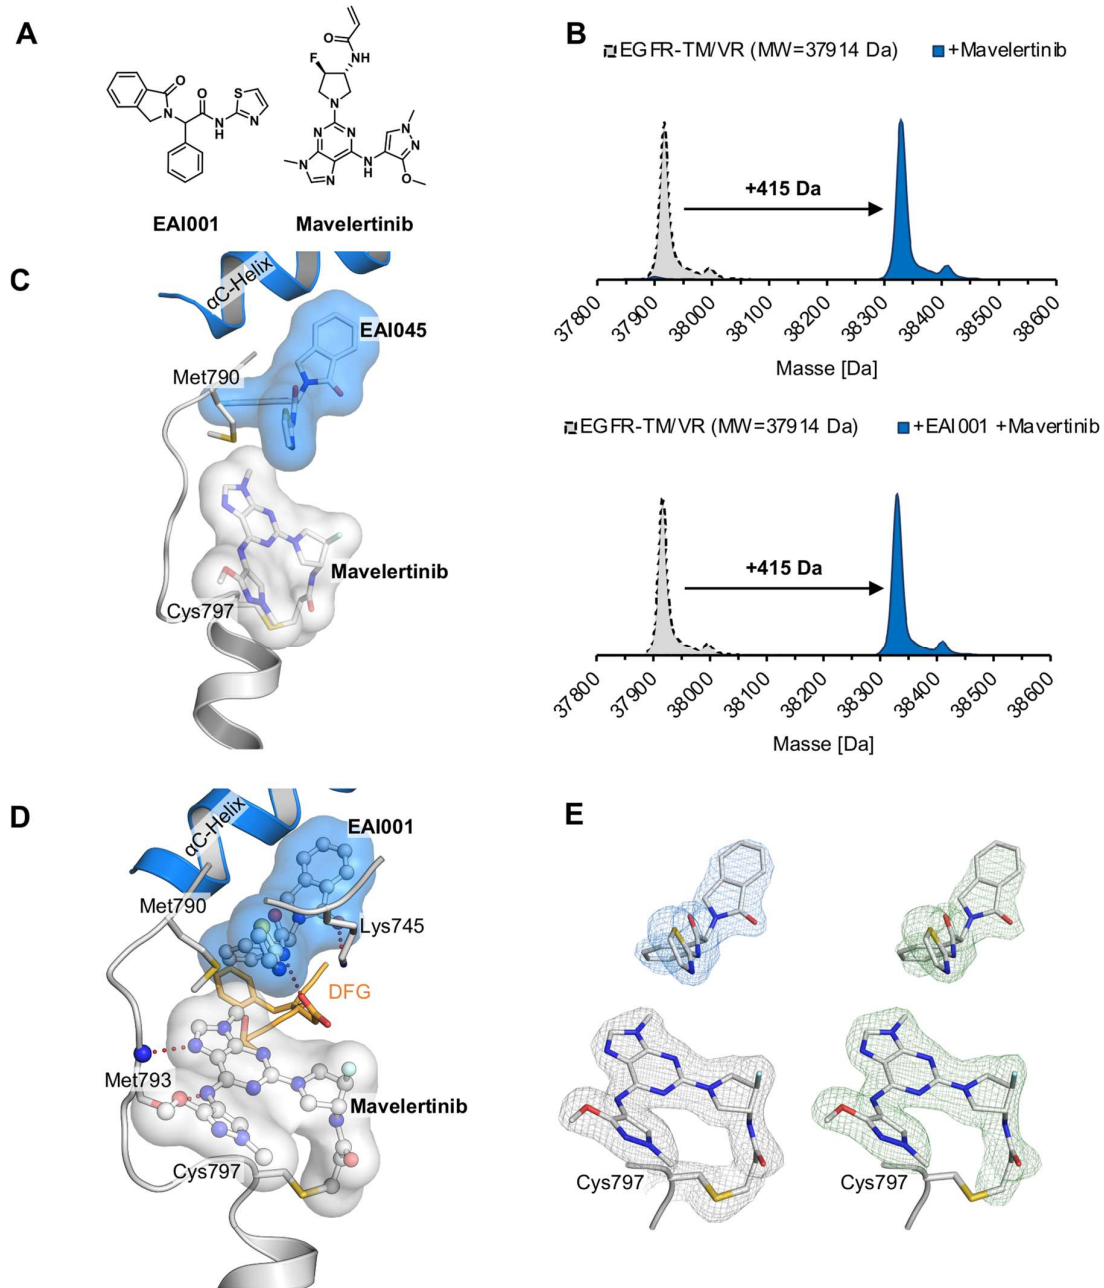 A
O
N
O
NH
S
N
EAI001
O
NH
F
N
N
N
N
N
NH
N
N
O
Mavelertinib
B
EGFR-TM/VR (MW=37914 Da)
+Mavelertinib
+415 Da
37800
37900
38000
38100
38200
38300
38400
38500
38600
Masse [Da]
EGFR-TM/VR (MW=37914 Da)
+EAI001 +Mavertinib
+415 Da
37800
37900
38000
38100
38200
38300
38400
38500
38600
Masse [Da]
C
αC-Helix
EAI045
Met790
Mavelertinib
Cys797
D
αC-Helix
EAI001
Met790
Lys745
DFG
Met793
Mavelertinib
Cys797
E
Cys797
Cys797